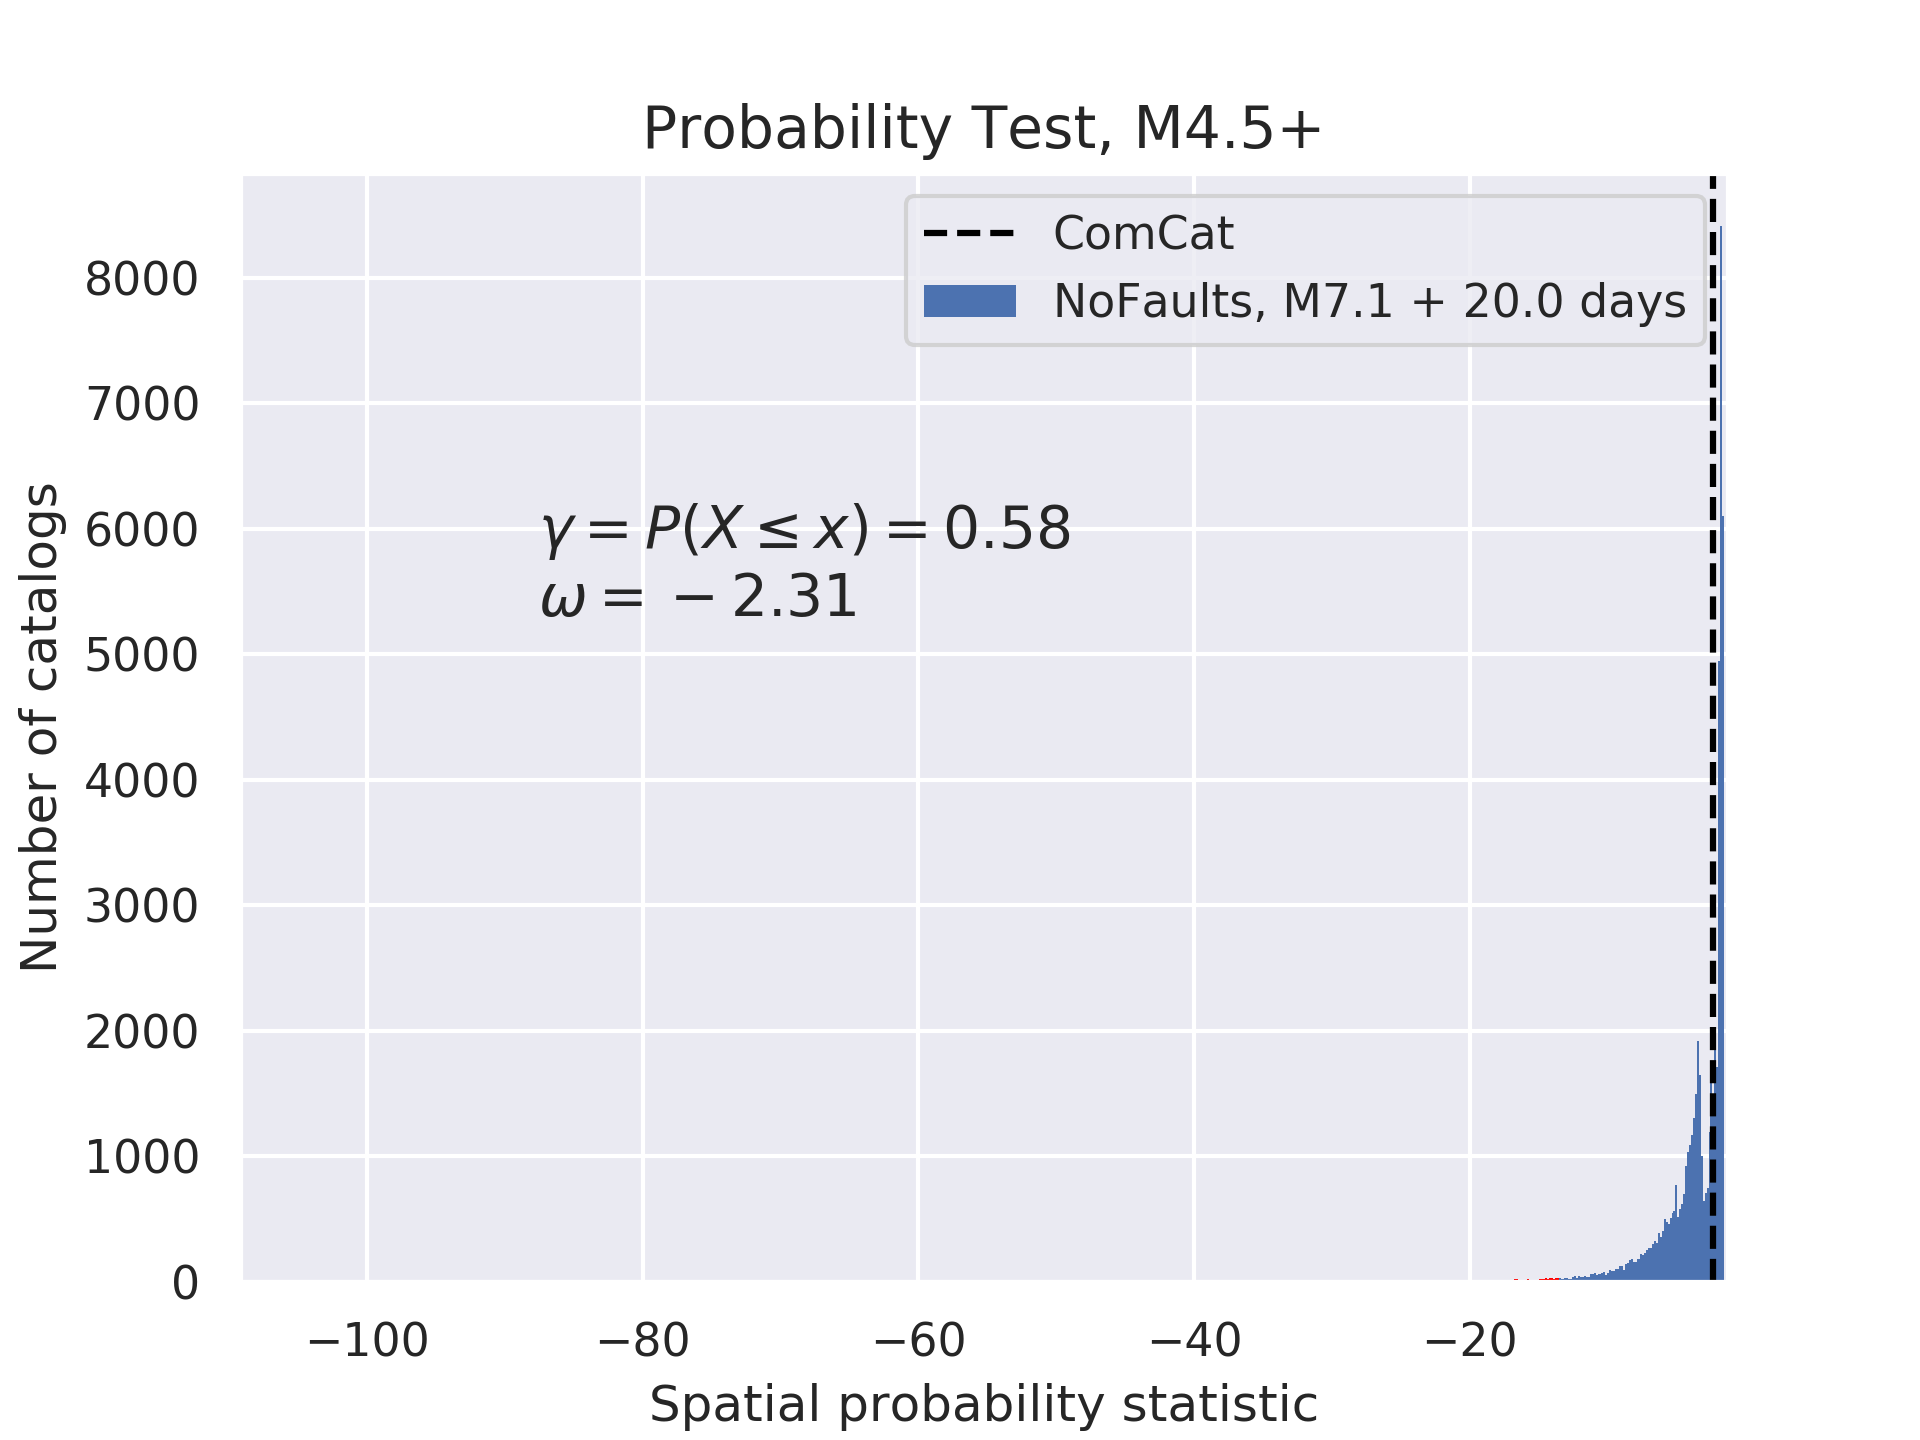 Probability Test, M4.5+
ComCat
NoFaults, M7.1 + 20.0 days
γ = P(X ≤ x) = 0.58
ω = −2.31
Number of catalogs
8000
7000
6000
5000
4000
3000
2000
1000
0
−100 −80 −60 −40 −20
Spatial probability statistic